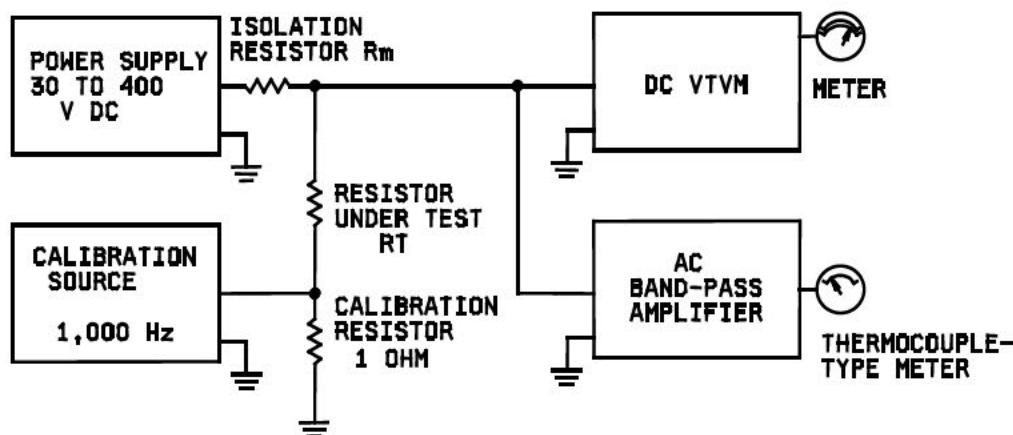 POWER SUPPLY
30 TO 400
V DC
ISOLATION
RESISTOR Rm
DC VTVM
METER
RESISTOR
UNDER TEST
RT
CALIBRATION
SOURCE
1,000 Hz
CALIBRATION
RESISTOR
1 OHM
AC
BAND-PASS
AMPLIFIER
THERMOCOUPLE-
TYPE METER